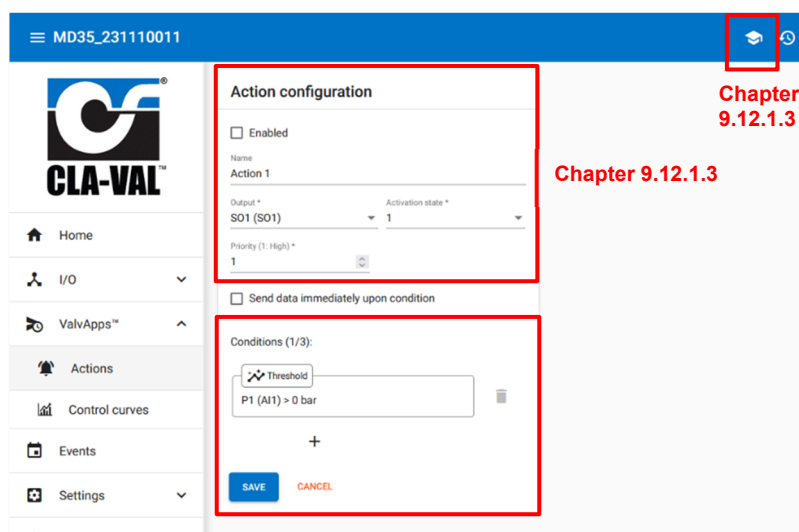 MD35_231110011
Chapter
9.12.1.3
®
CLA-VAL™
Home
I/O
ValvApps™
Actions
Control curves
Events
Settings
Action configuration
Enabled
Name
Action 1
Output *
Activation state *
SO1 (SO1)
1
Priority (1: High) *
1
Chapter 9.12.1.3
Send data immediately upon condition
Conditions (1/3):
Threshold
P1 (AI1) > 0 bar
+
SAVE
CANCEL